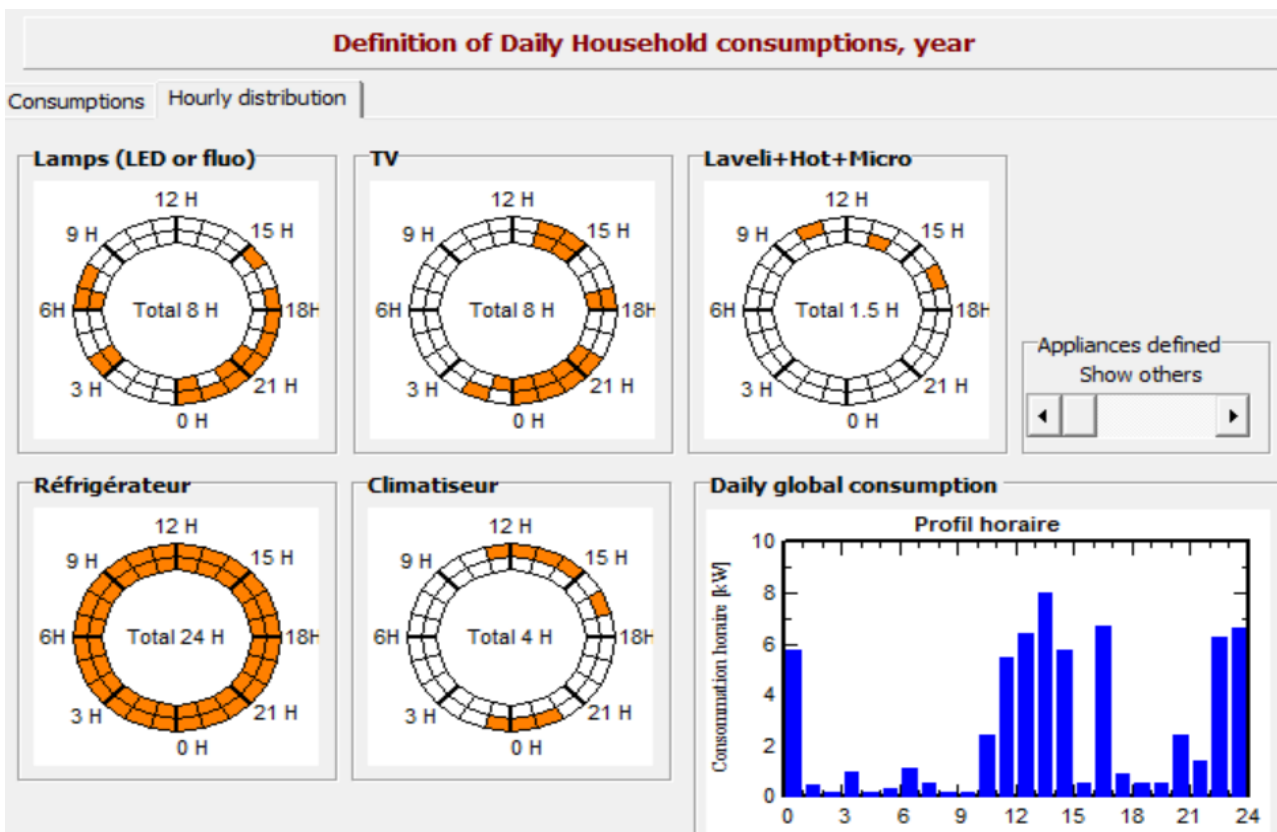 Definition of Daily Household consumptions, year
Consumptions
Hourly distribution
Lamps (LED or fluo)
12 H
9 H
15 H
6H
Total 8 H
18H
3 H
21 H
0 H
TV
12 H
9 H
15 H
6H
Total 8 H
18H
3 H
21 H
0 H
Laveli+Hot+Micro
12 H
9 H
15 H
6H
Total 1.5 H
18H
3 H
21 H
0 H
Appliances defined
Show others
Réfrigérateur
12 H
9 H
15 H
6H
Total 24 H
18H
3 H
21 H
0 H
Climatiseur
12 H
9 H
15 H
6H
Total 4 H
18H
3 H
21 H
0 H
Daily global consumption
Profil horaire
Consommation horaire [kW]
10
8
6
4
2
0
0 3 6 9 12 15 18 21 24